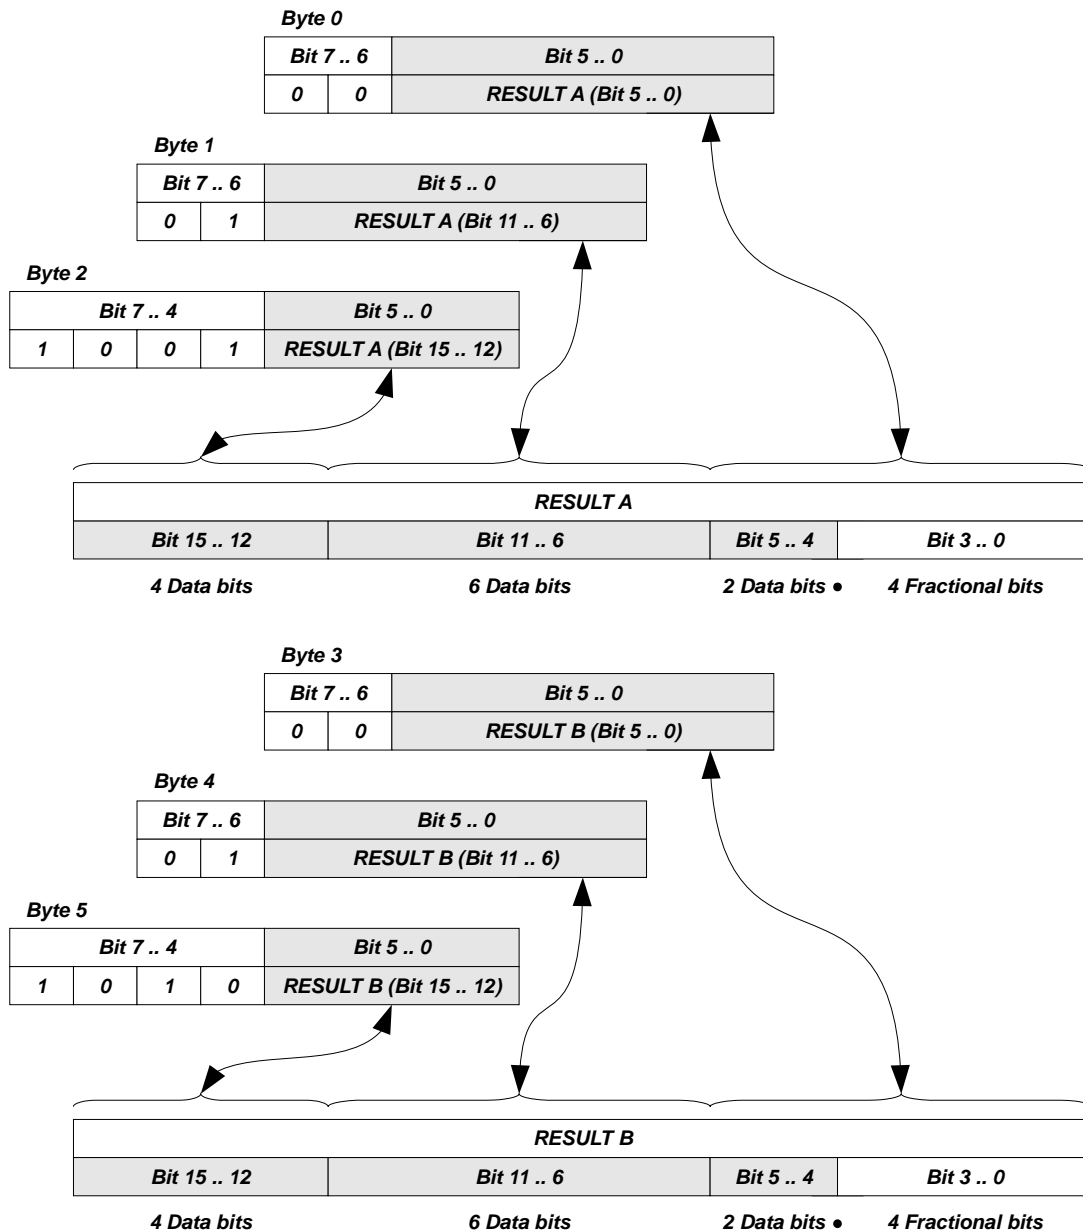 Byte 0
Bit 7 .. 6 Bit 5 .. 0
0 0 RESULT A (Bit 5 .. 0)
Byte 1
Bit 7 .. 6 Bit 5 .. 0
0 1 RESULT A (Bit 11 .. 6)
Byte 2
Bit 7 .. 4 Bit 5 .. 0
1 0 0 1 RESULT A (Bit 15 .. 12)
RESULT A
Bit 15 .. 12 Bit 11 .. 6 Bit 5 .. 4 Bit 3 .. 0
4 Data bits 6 Data bits 2 Data bits ● 4 Fractional bits
Byte 3
Bit 7 .. 6 Bit 5 .. 0
0 0 RESULT B (Bit 5 .. 0)
Byte 4
Bit 7 .. 6 Bit 5 .. 0
0 1 RESULT B (Bit 11 .. 6)
Byte 5
Bit 7 .. 4 Bit 5 .. 0
1 0 1 0 RESULT B (Bit 15 .. 12)
RESULT B
Bit 15 .. 12 Bit 11 .. 6 Bit 5 .. 4 Bit 3 .. 0
4 Data bits 6 Data bits 2 Data bits ● 4 Fractional bits